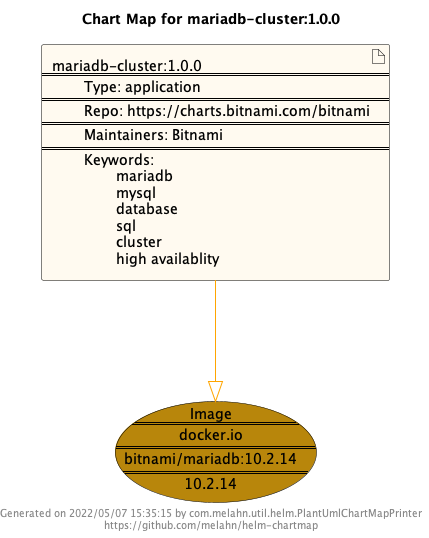 Chart Map for mariadb-cluster:1.0.0
mariadb-cluster:1.0.0
Type: application
Repo: https://charts.bitnami.com/bitnami
Maintainers: Bitnami
Keywords:
mariadb
mysql
database
sql
cluster
high availablity
Image
docker.io
bitnami/mariadb:10.2.14
10.2.14
Generated on 2022/05/07 15:35:15 by com.melahn.util.helm.PlantUmlChartMapPrinter
https://github.com/melahn/helm-chartmap